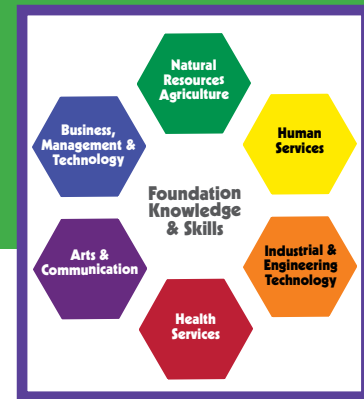 Natural
Resources
Agriculture
Business,
Management &
Technology
Human
Services
Foundation
Knowledge
& Skills
Arts &
Communication
Industrial &
Engineering
Technology
Health
Services